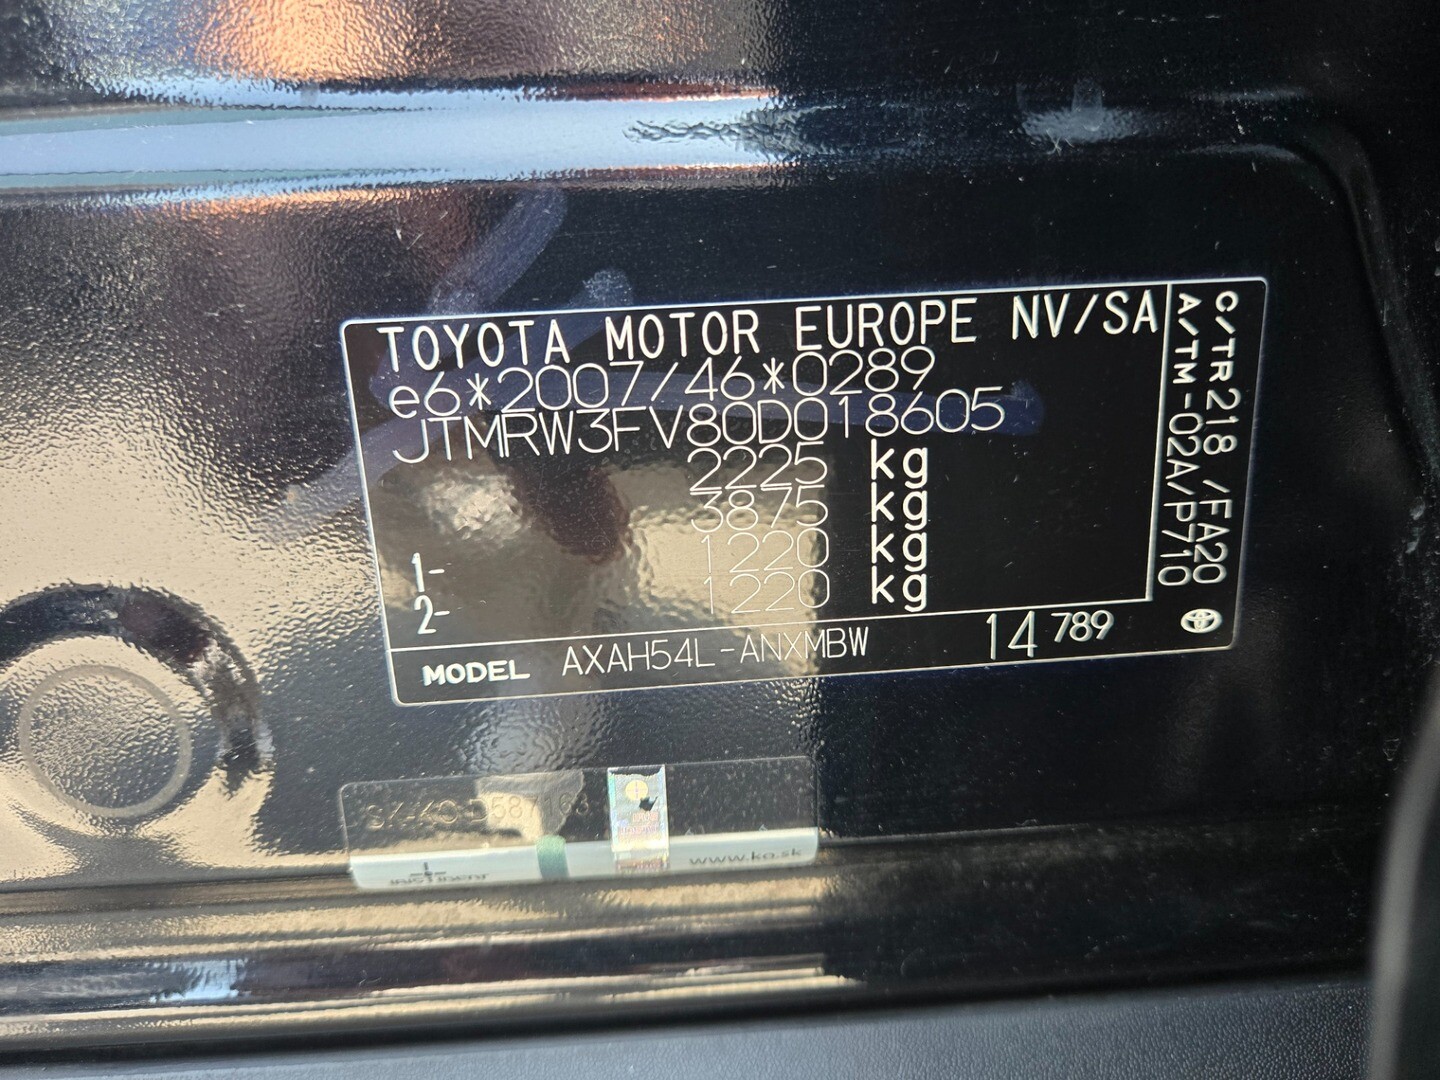 TOYOTA MOTOR EUROPE NV/SA
e6*2007/46*0289
JTMRW3FV80D018605
2225 kg
3875 kg
1- 1220 kg
2- 1220 kg
MODEL AXAH54L-ANXMBW 14 789
C/TR 218 /FA20
A/TM-02A/P710
D587163
www.ka.sk